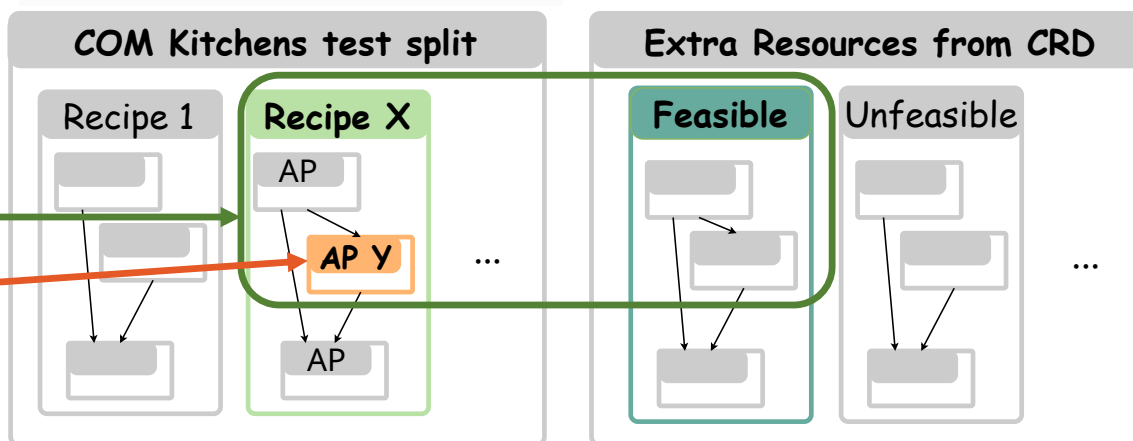 COM Kitchens test split
Recipe 1
Recipe X
AP
AP Y
AP
...
Extra Resources from CRD
Feasible
Unfeasible
...